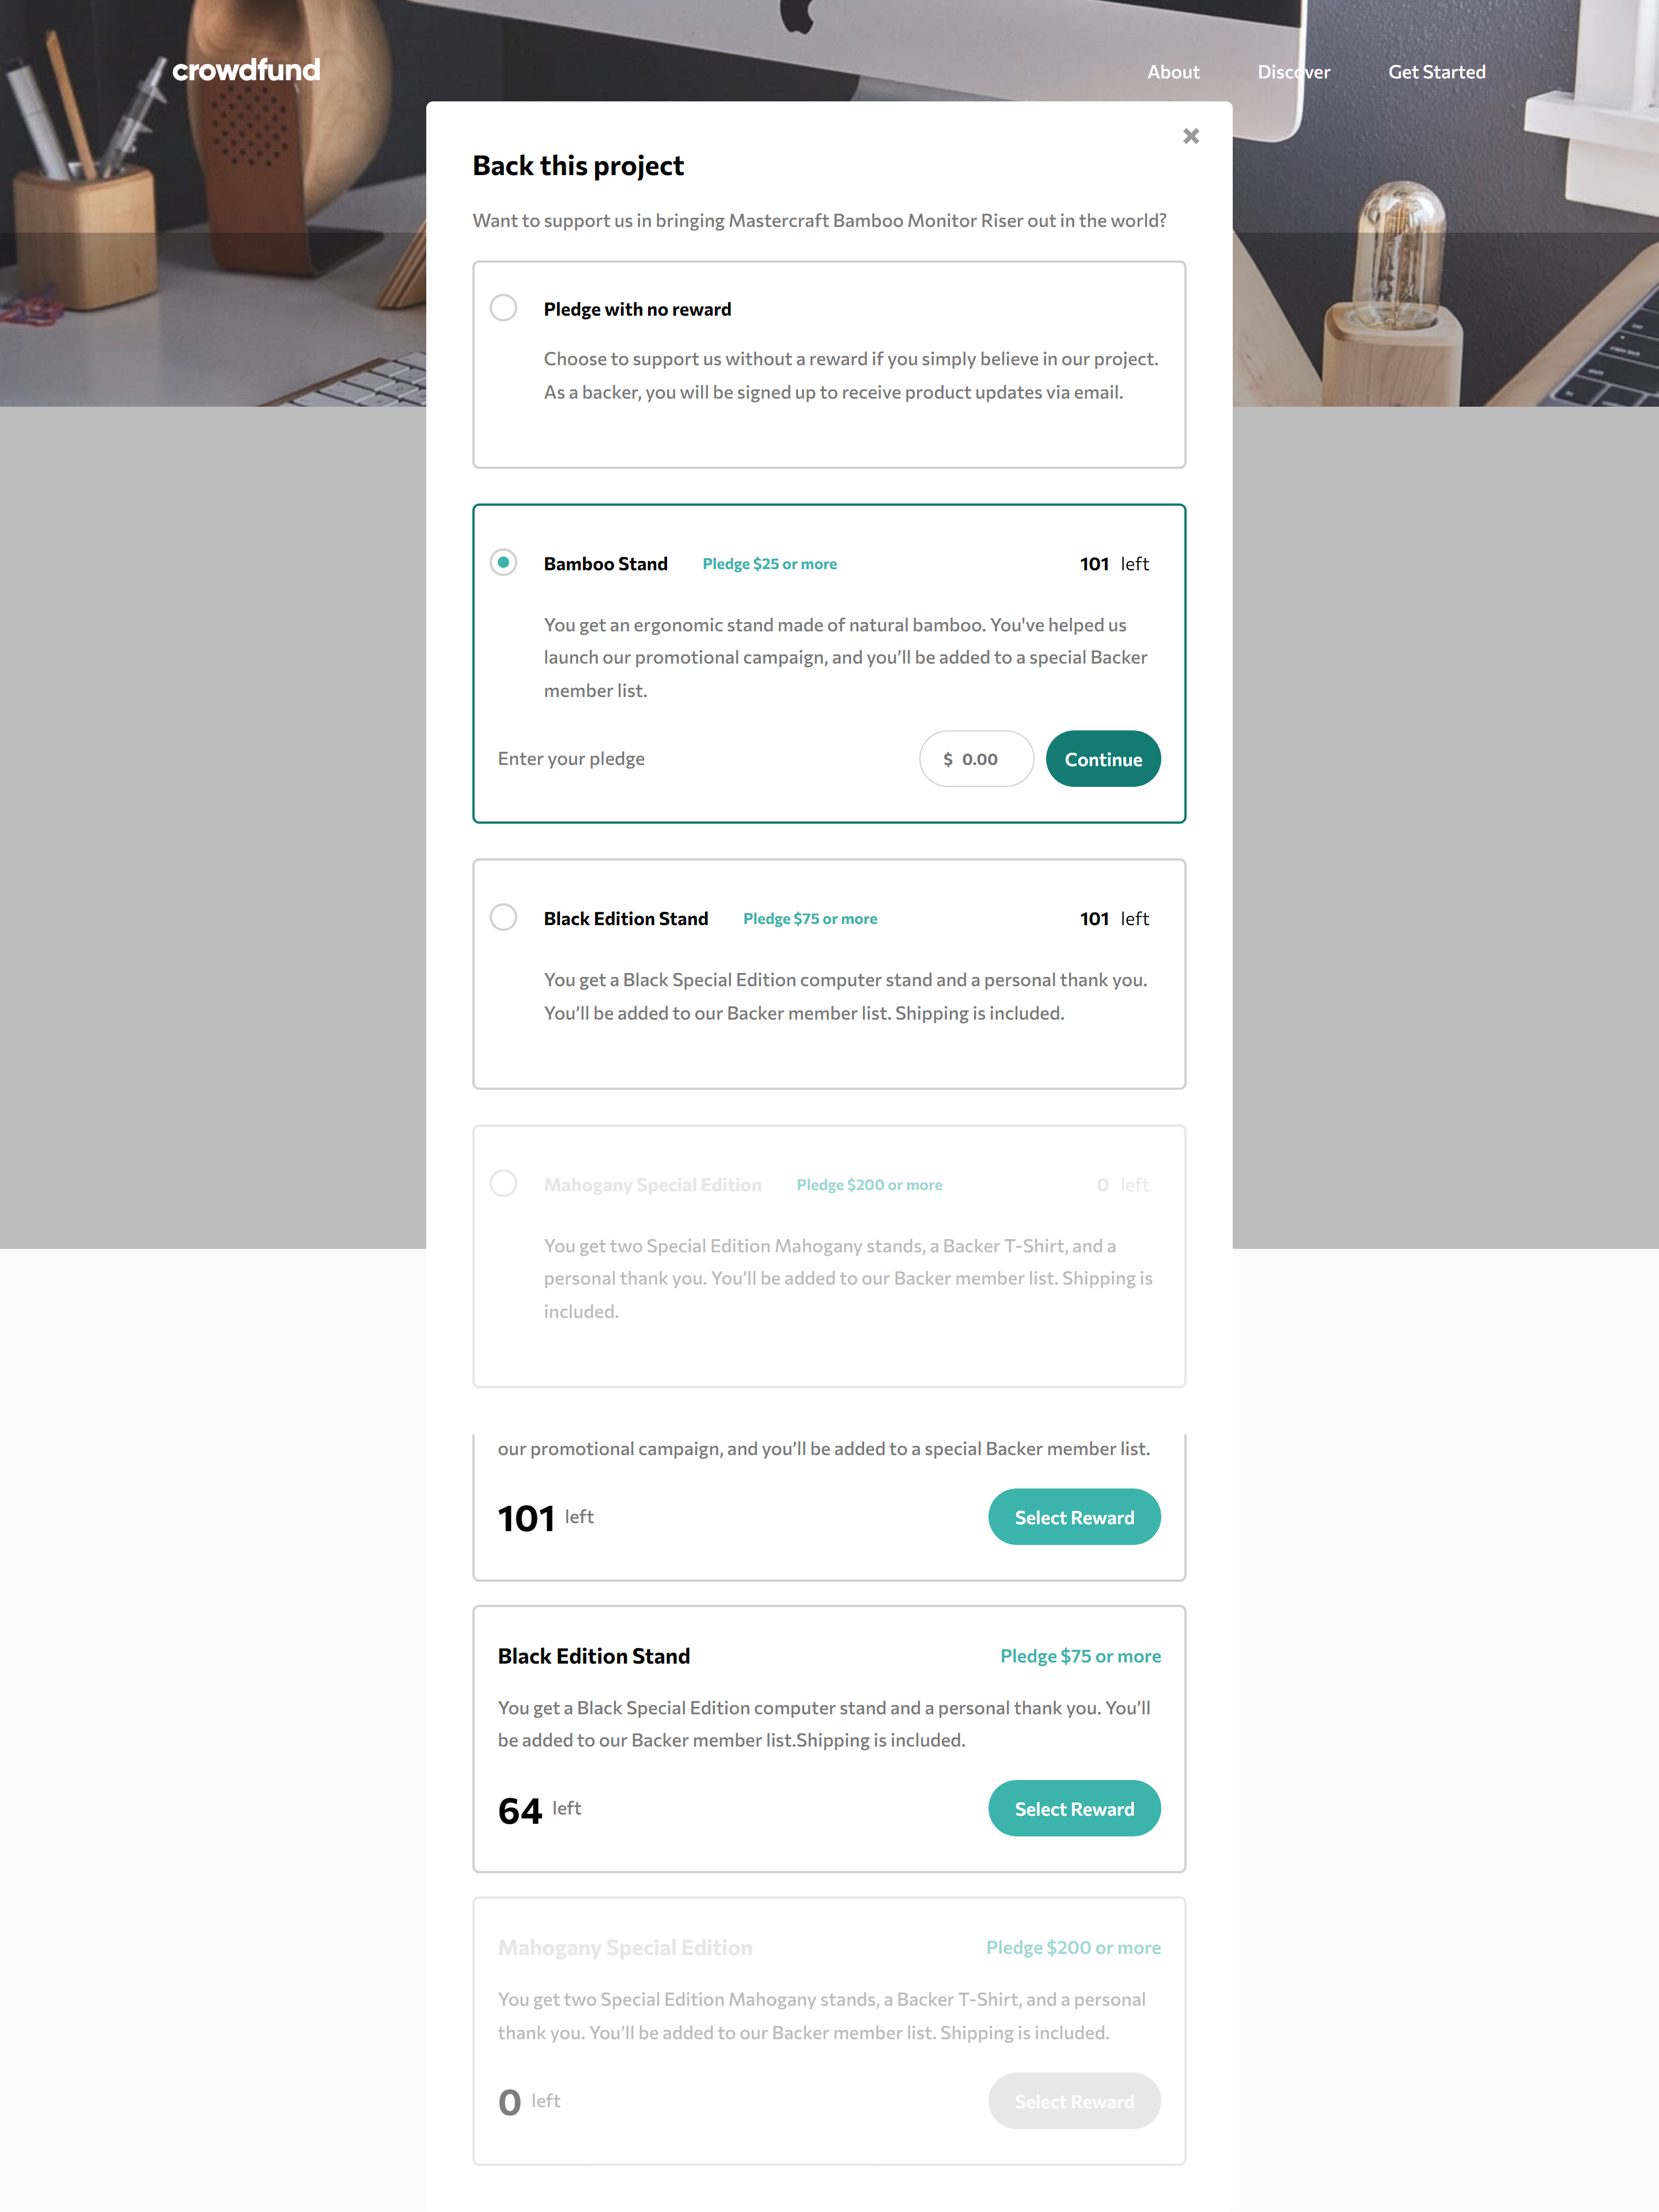 crowdfund
About
Discover
Get Started
Back this project
Want to support us in bringing Mastercraft Bamboo Monitor Riser out in the world?
Pledge with no reward
Choose to support us without a reward if you simply believe in our project.
As a backer, you will be signed up to receive product updates via email.
Bamboo Stand
Pledge $25 or more
101 left
You get an ergonomic stand made of natural bamboo. You've helped us
launch our promotional campaign, and you’ll be added to a special Backer
member list.
Enter your pledge
$ 0.00
Continue
Black Edition Stand
Pledge $75 or more
101 left
You get a Black Special Edition computer stand and a personal thank you.
You’ll be added to our Backer member list. Shipping is included.
Mahogany Special Edition
Pledge $200 or more
0 left
You get two Special Edition Mahogany stands, a Backer T-Shirt, and a
personal thank you. You’ll be added to our Backer member list. Shipping is
included.
our promotional campaign, and you’ll be added to a special Backer member list.
101 left
Select Reward
Black Edition Stand
Pledge $75 or more
You get a Black Special Edition computer stand and a personal thank you. You’ll
be added to our Backer member list.Shipping is included.
64 left
Select Reward
Mahogany Special Edition
Pledge $200 or more
You get two Special Edition Mahogany stands, a Backer T-Shirt, and a personal
thank you. You’ll be added to our Backer member list. Shipping is included.
0 left
Select Reward